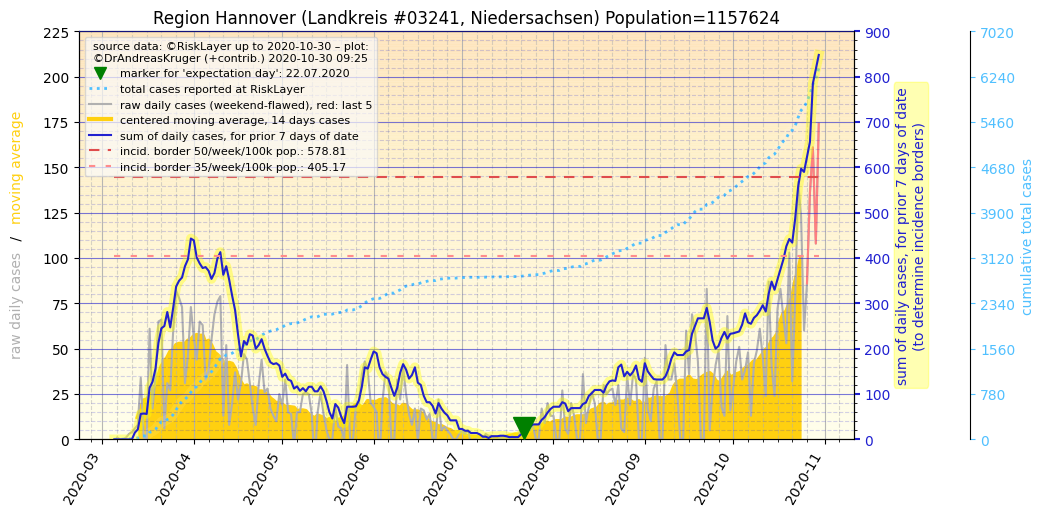 Region Hannover (Landkreis #03241, Niedersachsen) Population=1157624
source data: ©RiskLayer up to 2020-10-30 – plot:
©DrAndreasKruger (+contrib.) 2020-10-30 09:25
marker for 'expectation day': 22.07.2020
total cases reported at RiskLayer
raw daily cases (weekend-flawed), red: last 5
centered moving average, 14 days cases
sum of daily cases, for prior 7 days of date
incid. border 50/week/100k pop.: 578.81
incid. border 35/week/100k pop.: 405.17
raw daily cases / moving average
225
200
175
150
125
100
75
50
25
0
900
800
700
600
500
400
300
200
100
0
sum of daily cases, for prior 7 days of date
(to determine incidence borders)
7020
6240
5460
4680
3900
3120
2340
1560
780
0
cumulative total cases
2020-03
2020-04
2020-05
2020-06
2020-07
2020-08
2020-09
2020-10
2020-11